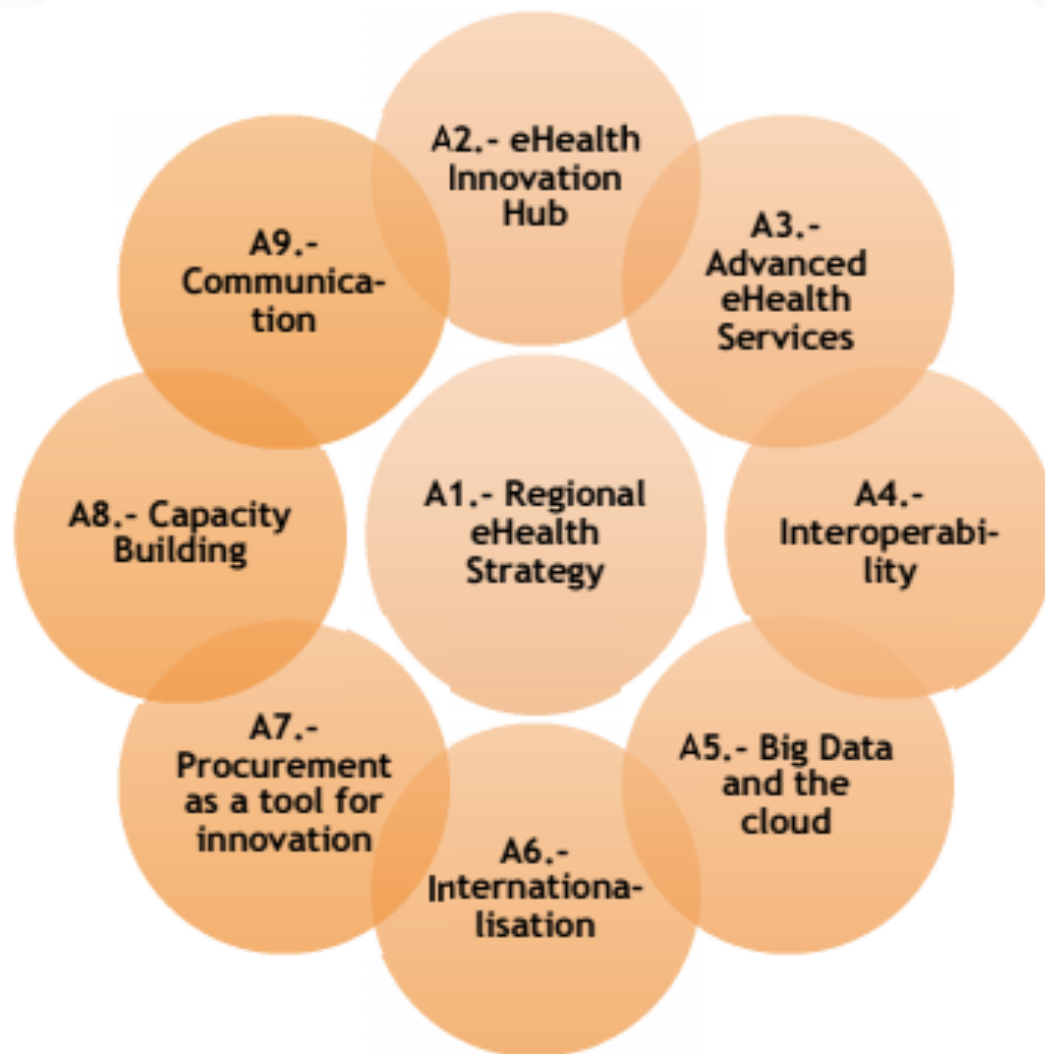 A1.- Regional
eHealth
Strategy
A2.- eHealth
Innovation
Hub
A3.-
Advanced
eHealth
Services
A4.-
Interoperabi-
lity
A5.- Big Data
and the
cloud
A6.-
Internationa-
lisation
A7.-
Procurement
as a tool for
innovation
A8.- Capacity
Building
A9.-
Communica-
tion